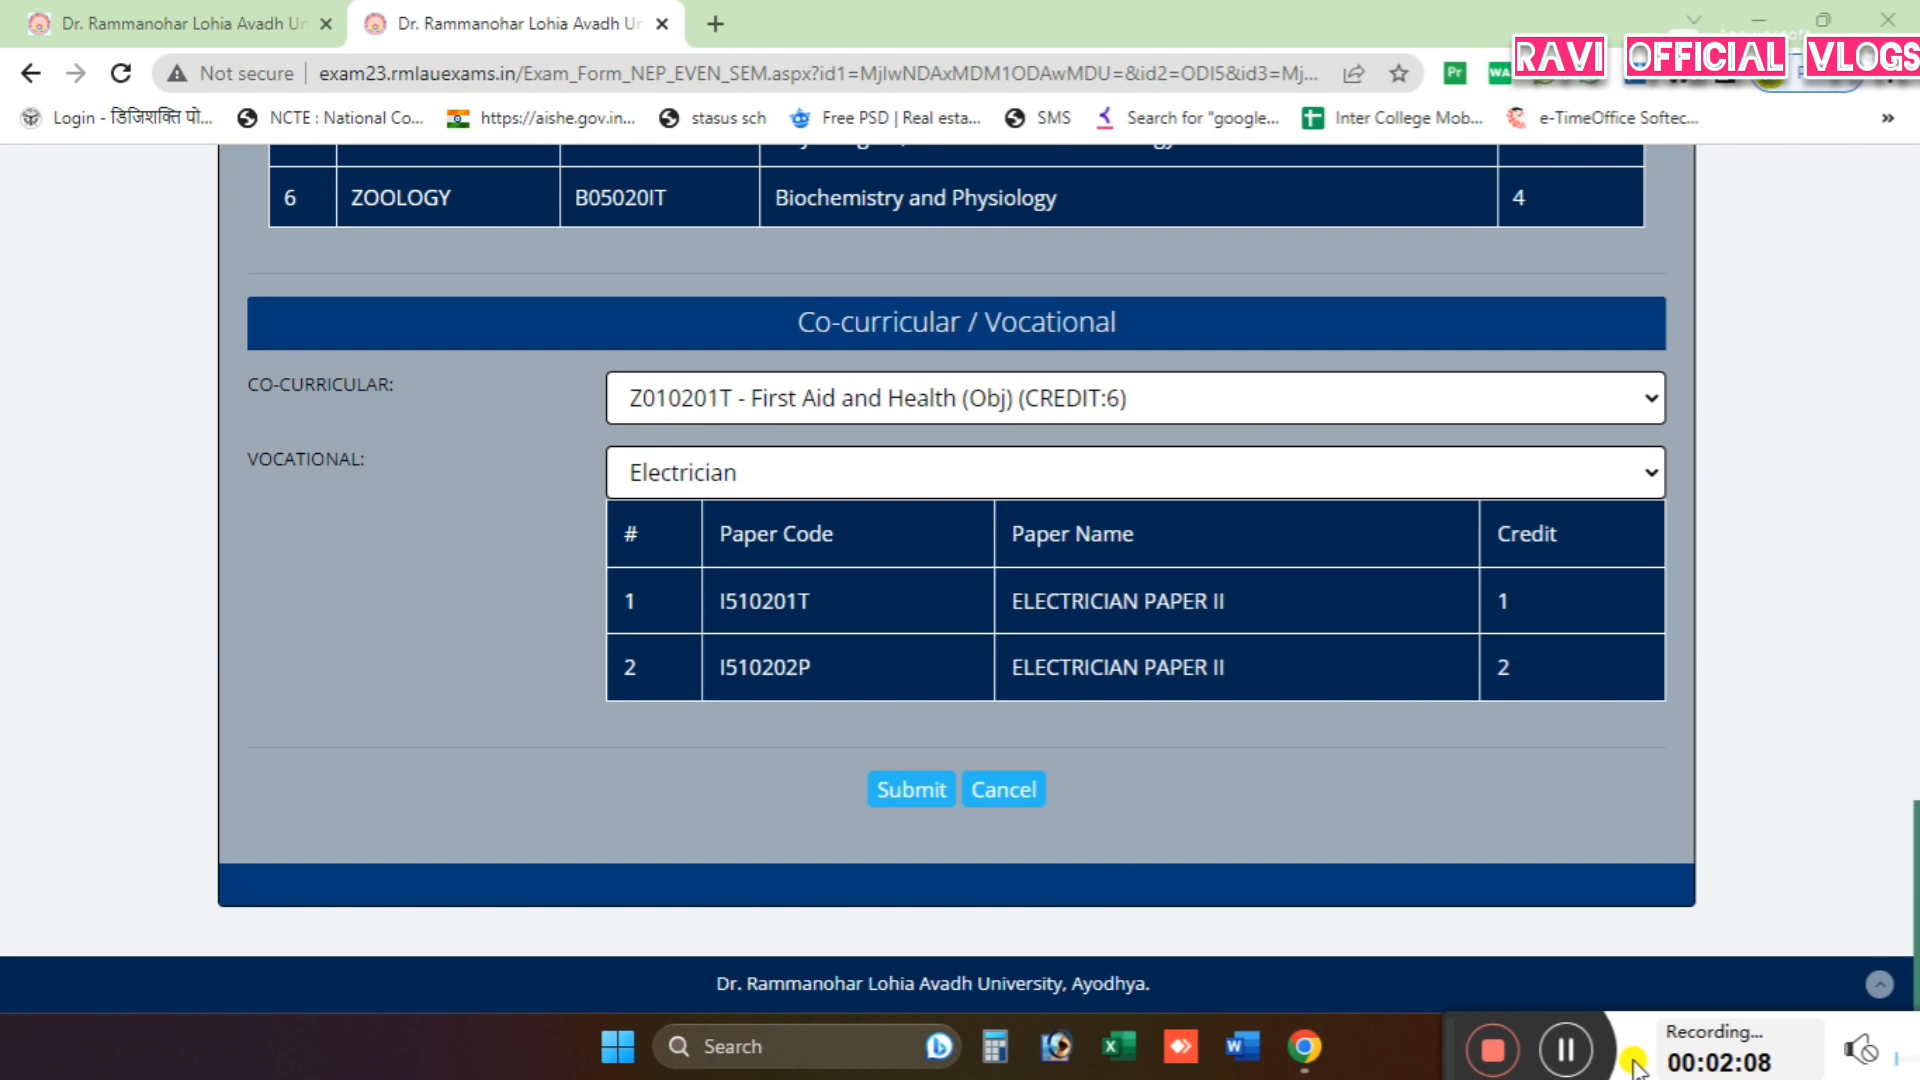 Dr. Rammanohar Lohia Avadh Un
Dr. Rammanohar Lohia Avadh Un
RAVI OFFICIAL VLOGS
Not secure
exam23.rmlauexams.in/Exam_Form_NEP_EVEN_SEM.aspx?id1=MjIwNDAxMDM1ODAwMDU=&id2=ODI5&id3=Mj...
Pr
WA
Login - डिजिशक्ति पो...
NCTE : National Co...
https://aishe.gov.in...
stasus sch
Free PSD | Real esta...
SMS
Search for "google...
Inter College Mob...
e-TimeOffice Softec...
»
6 ZOOLOGY B05020IT Biochemistry and Physiology 4
Co-curricular / Vocational
CO-CURRICULAR:
Z010201T - First Aid and Health (Obj) (CREDIT:6)
VOCATIONAL:
Electrician
# Paper Code Paper Name Credit
1 I510201T ELECTRICIAN PAPER II 1
2 I510202P ELECTRICIAN PAPER II 2
Submit Cancel
Dr. Rammanohar Lohia Avadh University, Ayodhya.
Search
Recording...
00:02:08